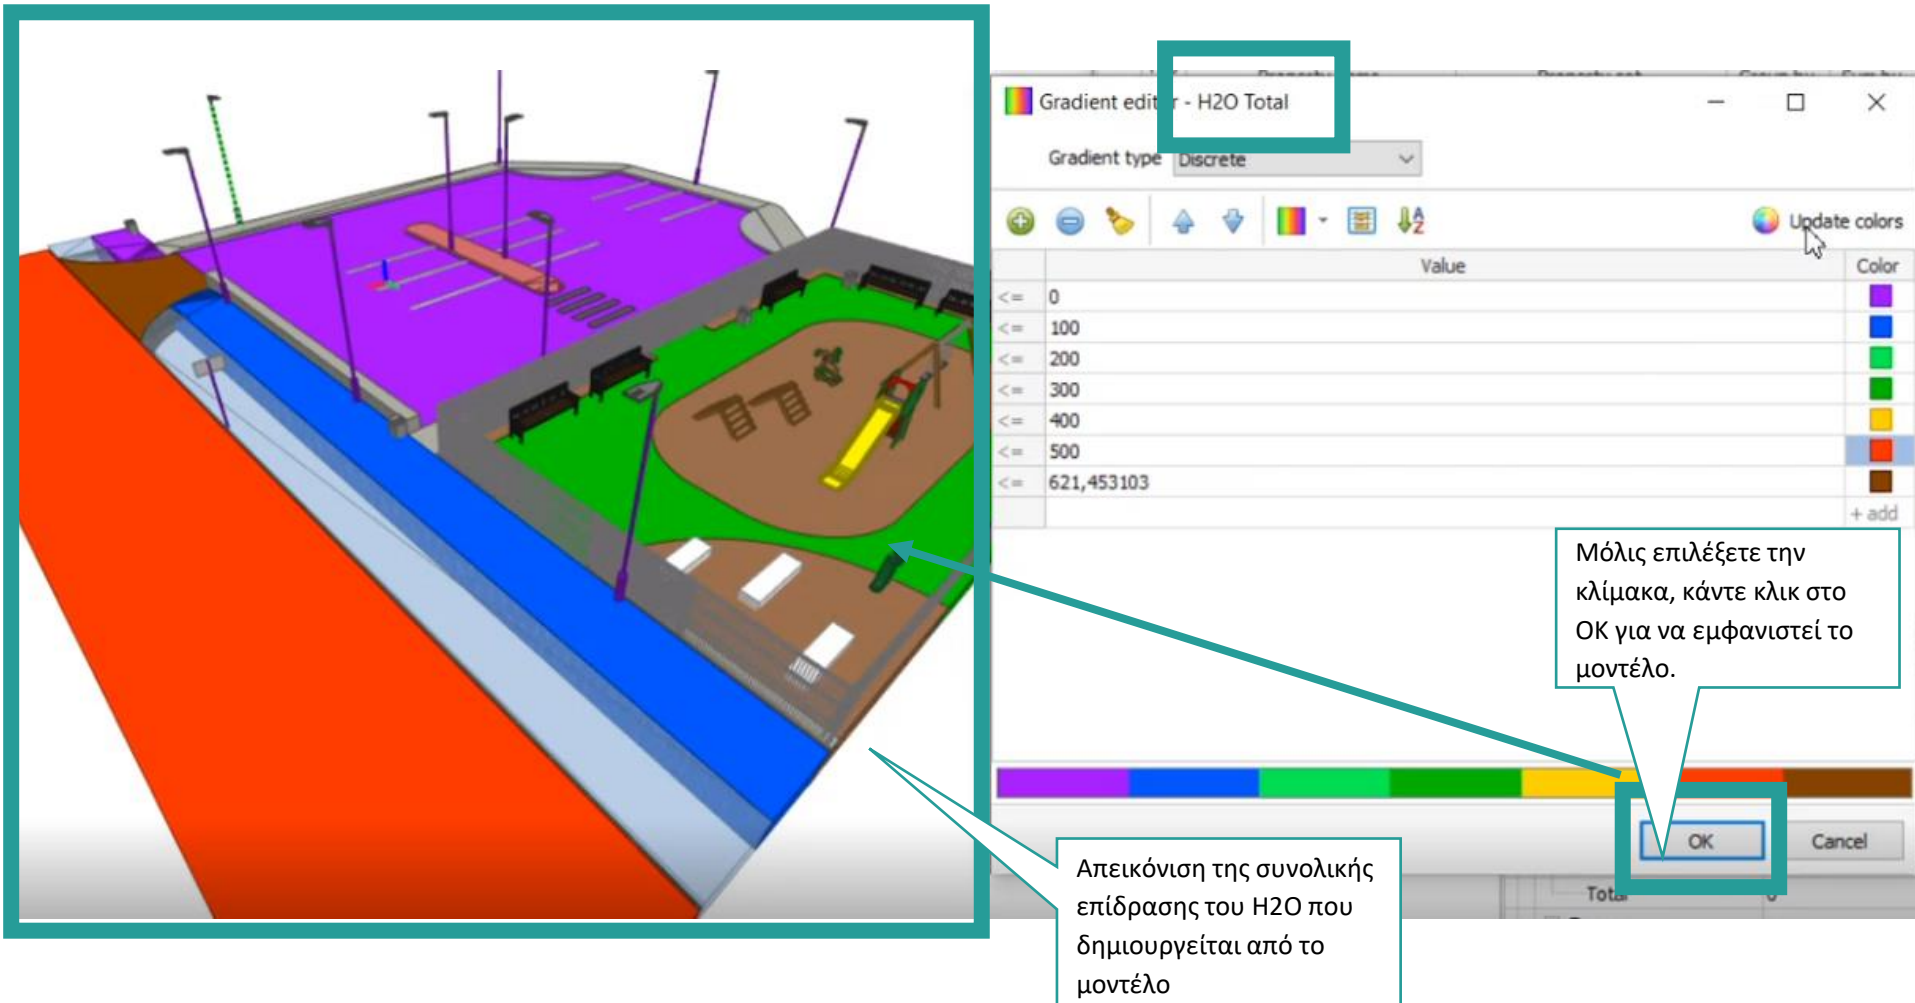 Gradient editor - H2O Total
Gradient type Discrete
Update colors
Value Color
<= 0
<= 100
<= 200
<= 300
<= 400
<= 500
<= 621,453103
+ add
Μόλις επιλέξετε την
κλίμακα, κάντε κλικ στο
ΟΚ για να εμφανιστεί το
μοντέλο.
OK Cancel
Total
Απεικόνιση της συνολικής
επίδρασης του H2O που
δημιουργείται από το
μοντέλο